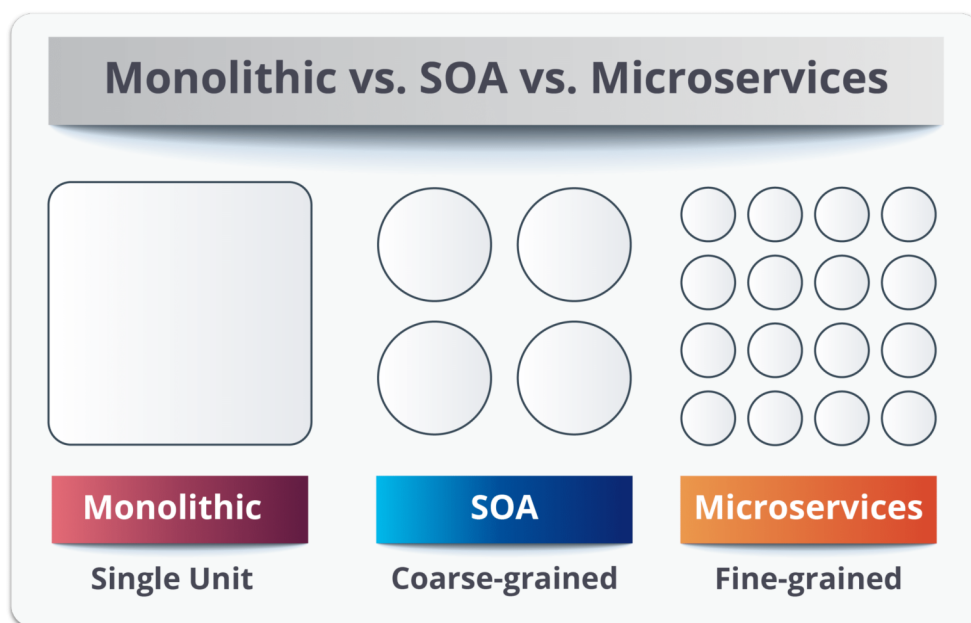 Monolithic vs. SOA vs. Microservices
Monolithic
SOA
Microservices
Single Unit
Coarse-grained
Fine-grained